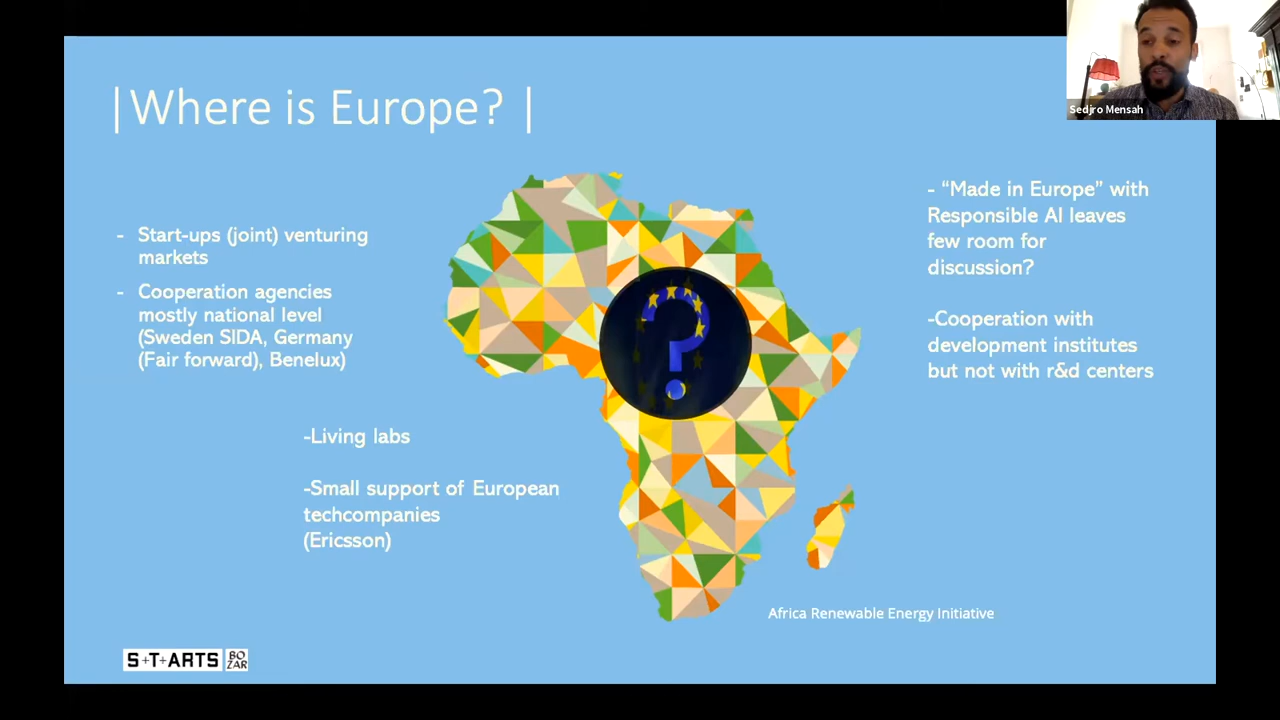 |Where is Europe? |
Sedjro Mensah
- Start-ups (joint) venturing
markets
- Cooperation agencies
mostly national level
(Sweden SIDA, Germany
(Fair forward), Benelux)
- “Made in Europe” with
Responsible AI leaves
few room for
discussion?
-Cooperation with
development institutes
but not with r&d centers
?
-Living labs
-Small support of European
techcompanies
(Ericsson)
Africa Renewable Energy Initiative
S+T+ARTS
BO
ZAR